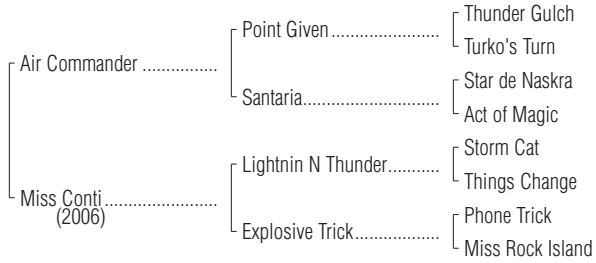 Thunder Gulch
Point Given......................
Turko's Turn
Air Commander ...............
Star de Naskra
Santaria...........................
Act of Magic
Storm Cat
Lightnin N Thunder..........
Things Change
Miss Conti.......................
(2006)
Phone Trick
Explosive Trick.................
Miss Rock Island